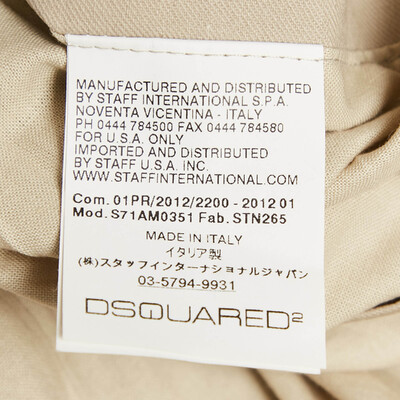 MANUFACTURED AND DISTRIBUTED
BY STAFF INTERNATIONAL S.P.A.
NOVENTA VICENTINA - ITALY
PH 0444 784500 FAX 0444 784580
FOR U.S.A. ONLY
IMPORTED AND DISTRIBUTED
BY STAFF U.S.A. INC.
WWW.STAFFINTERNATIONAL.COM
Com. 01PR/2012/2200 - 2012 01
Mod. S71AM0351 Fab. STN265
MADE IN ITALY
イタリア製
(株)スタッフインターナショナルジャパン
03-5794-9931
DSQUARED2